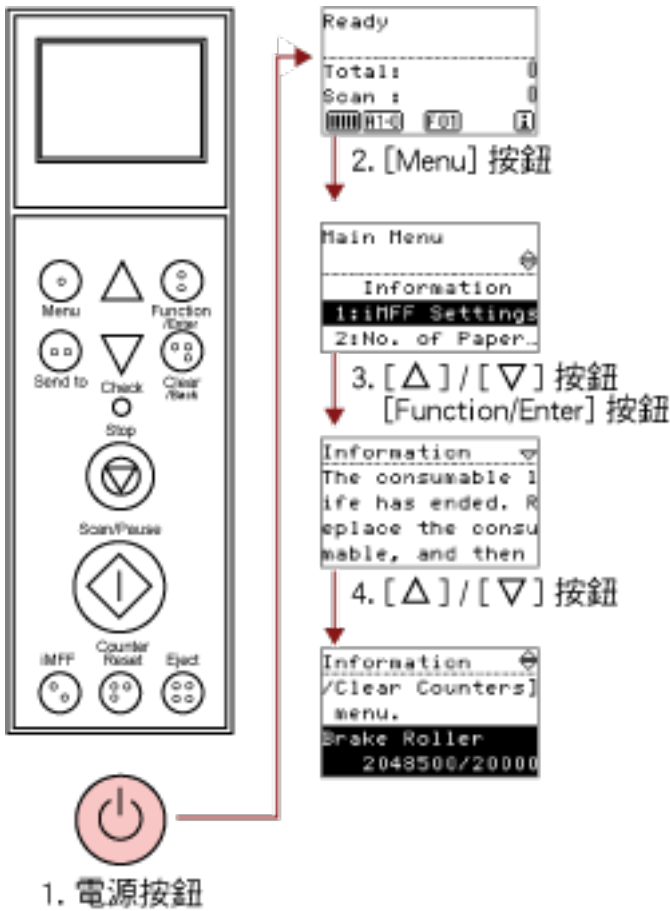 Ready
Total: 0
Scan : 0
A1-0 F01 i
2. [Menu] 按鈕
Main Menu
Information
1:iMFF Settings
2:No. of Paper…
3. [△] / [▽] 按鈕
[Function/Enter] 按鈕
Information
The consumable l
ife has ended. R
eplace the consu
mable, and then
4. [△] / [▽] 按鈕
Information
/Clear Counters]
menu.
Brake Roller
2048500/20000
Menu
Function
/Enter
Send to
Check
Clear
/Back
Stop
Scan/Pause
iMFF
Counter
Reset
Eject
1. 電源按鈕